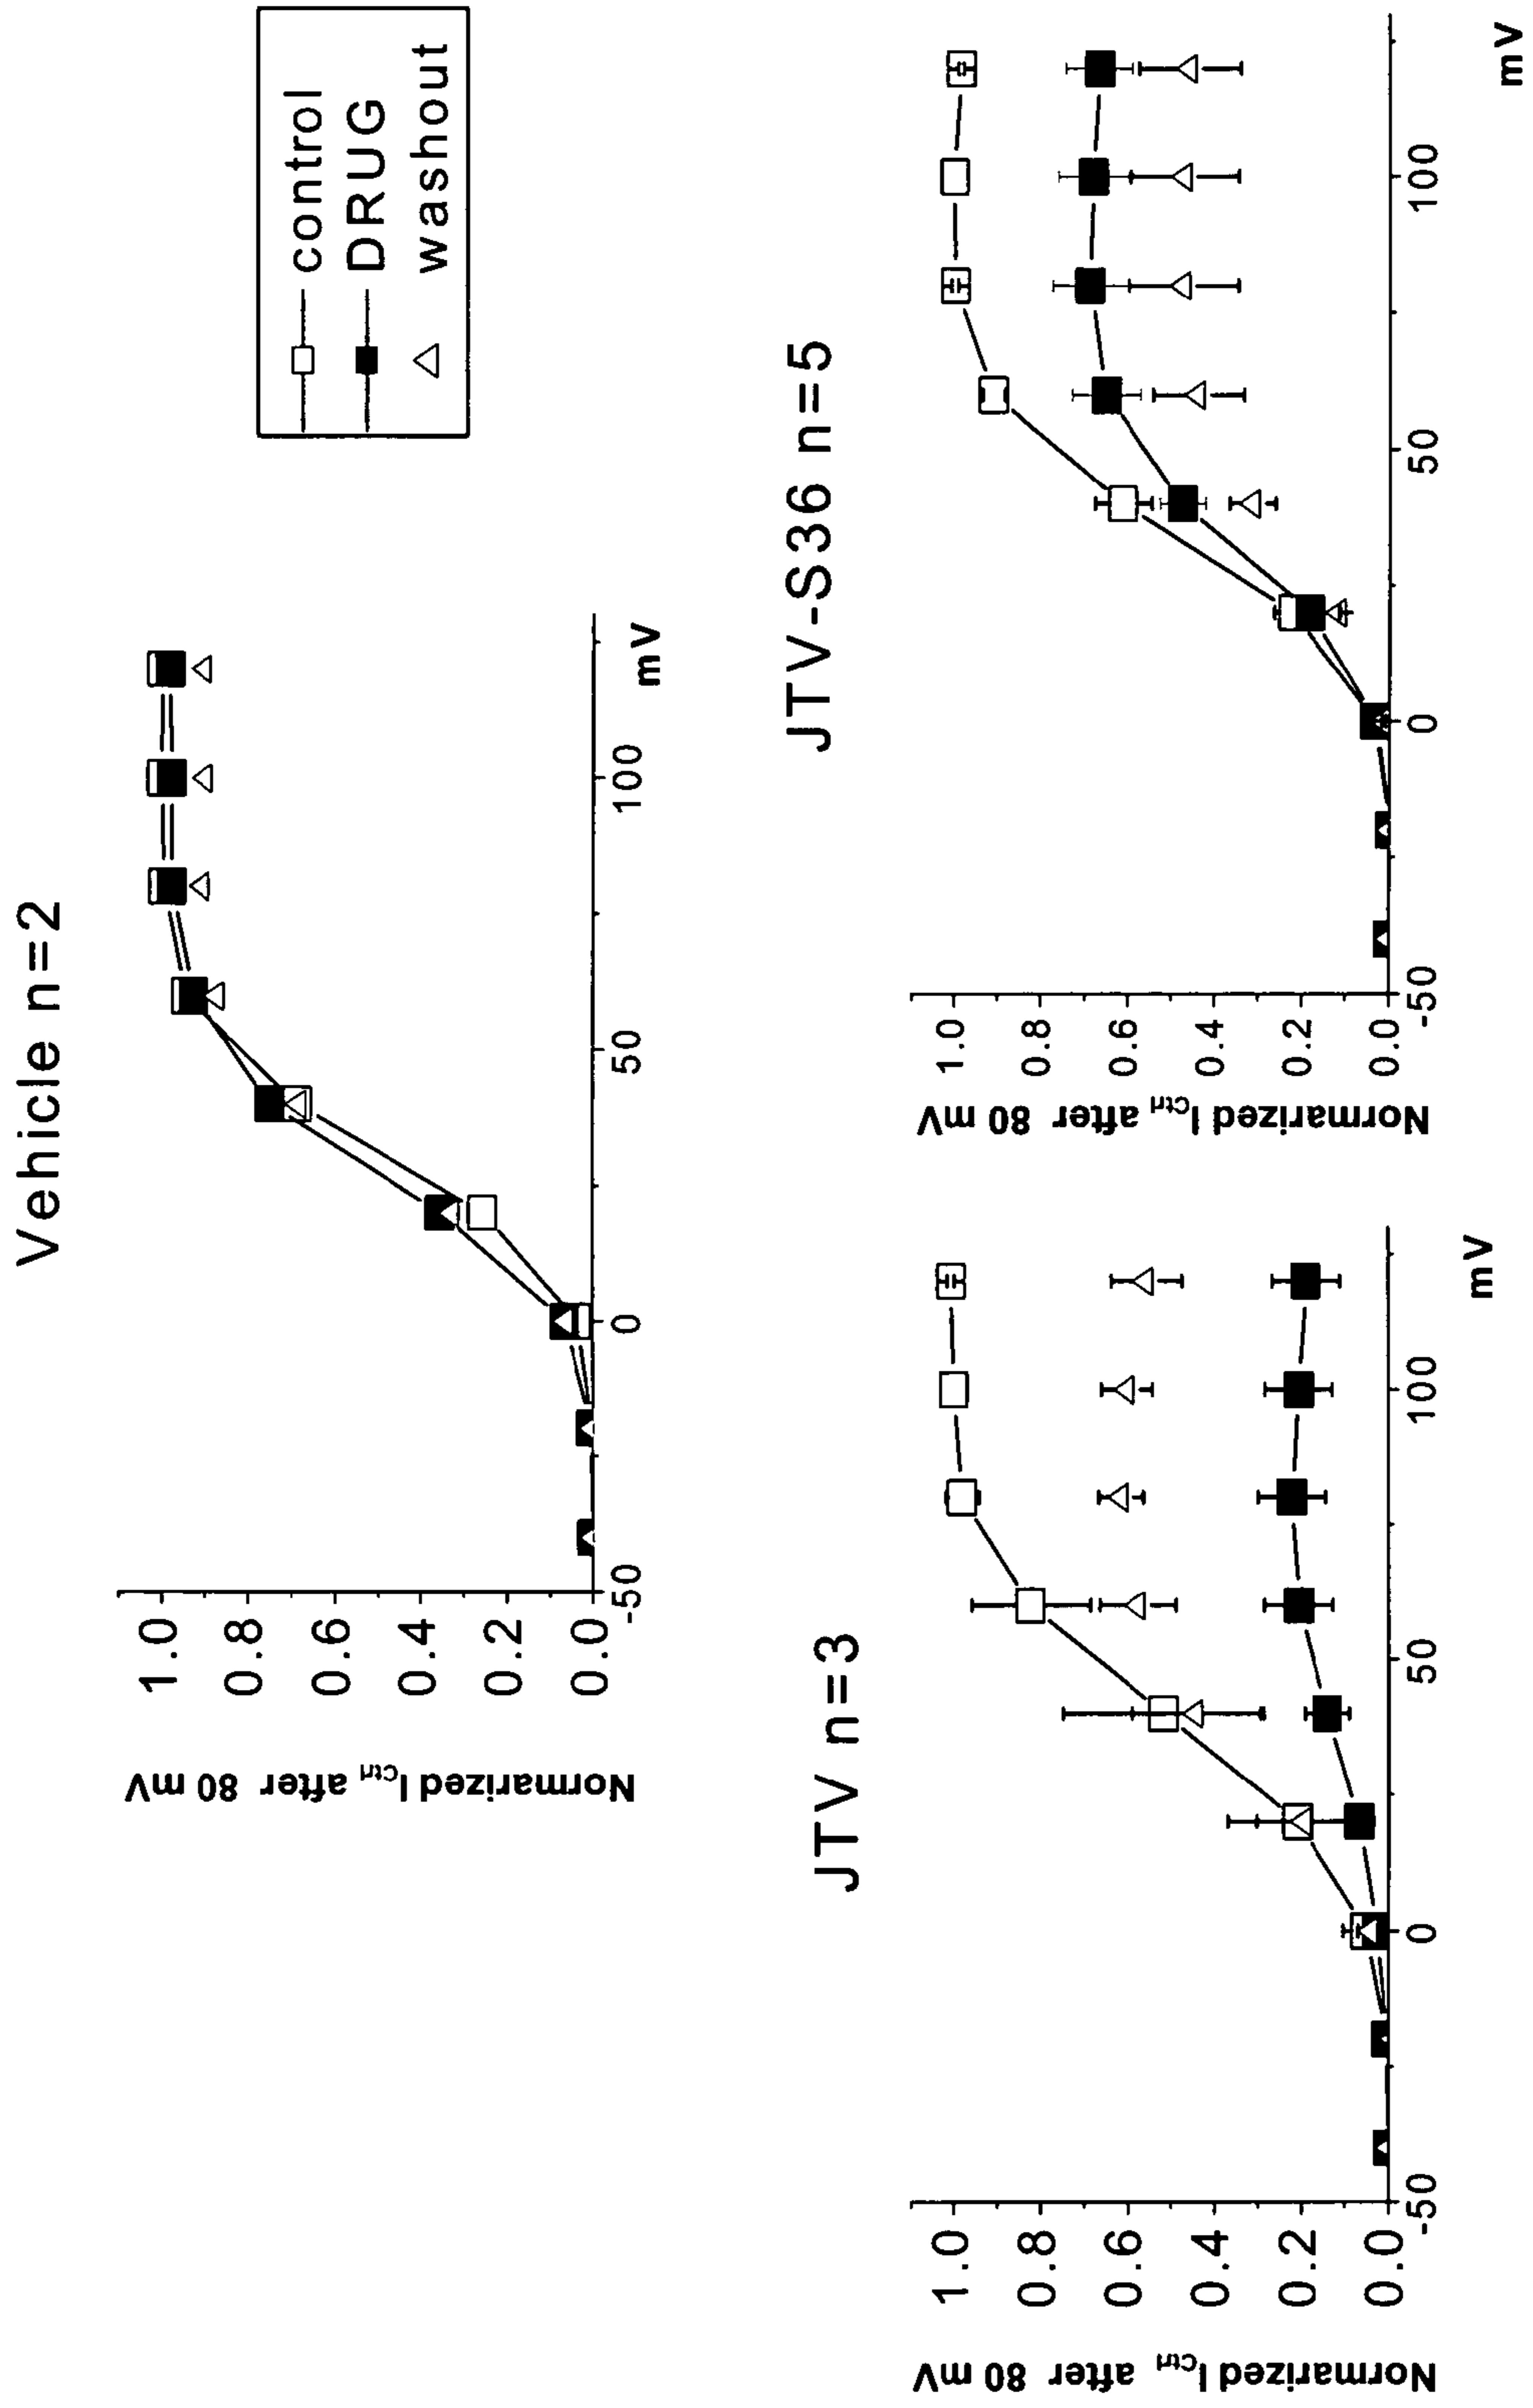 Vehicle n=2
control
DRUG
washout
Normarized I Ctrl after 80 mV
1.0
0.8
0.6
0.4
0.2
0.0
-50
0
50
100
mV
JTV n=3
Normarized I Ctrl after 80 mV
1.0
0.8
0.6
0.4
0.2
0.0
-50
0
50
100
mV
JTV-S36 n=5
Normarized I Ctrl after 80 mV
1.0
0.8
0.6
0.4
0.2
0.0
-50
0
50
100
mV